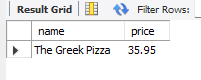 Result Grid Filter Rows:
name price
The Greek Pizza 35.95